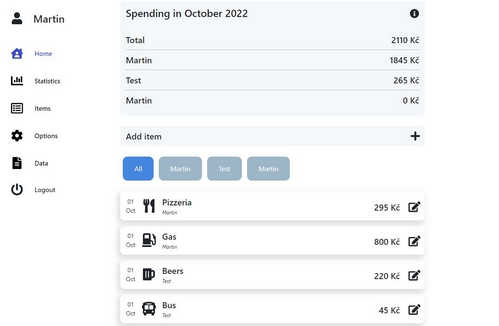 Martin
Home
Statistics
Items
Options
Data
Logout
Spending in October 2022
Total 2110 Kč
Martin 1845 Kč
Test 265 Kč
Martin 0 Kč
Add item
All Martin Test Martin
01 Oct Pizzeria Martin 295 Kč
01 Oct Gas Martin 800 Kč
01 Oct Beers Test 220 Kč
01 Oct Bus Test 45 Kč